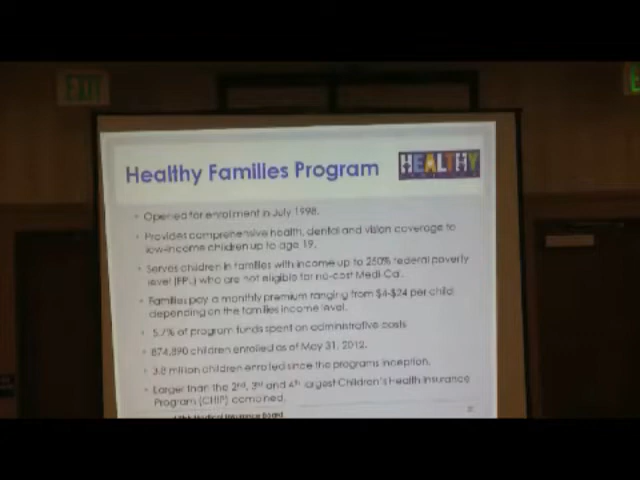 EXIT
Healthy Families Program
HEALTHY
• Opened for enrollment in July 1998.
• Provides comprehensive health, dental and vision coverage to
low-income children up to age 19.
• Serves children in families with income up to 250% federal poverty
level (FPL) who are not eligible for no-cost Medi-Cal.
• Families pay a monthly premium ranging from $4-$24 per child
depending on the families income level.
• 5.7% of program funds spent on administrative costs
• 874,890 children enrolled as of May 31, 2012.
• 3.8 million children enrolled since the programs inception.
• Larger than the 2nd, 3rd and 4th largest Children's Health Insurance
Program (CHIP) combined.
Medical Insurance Board